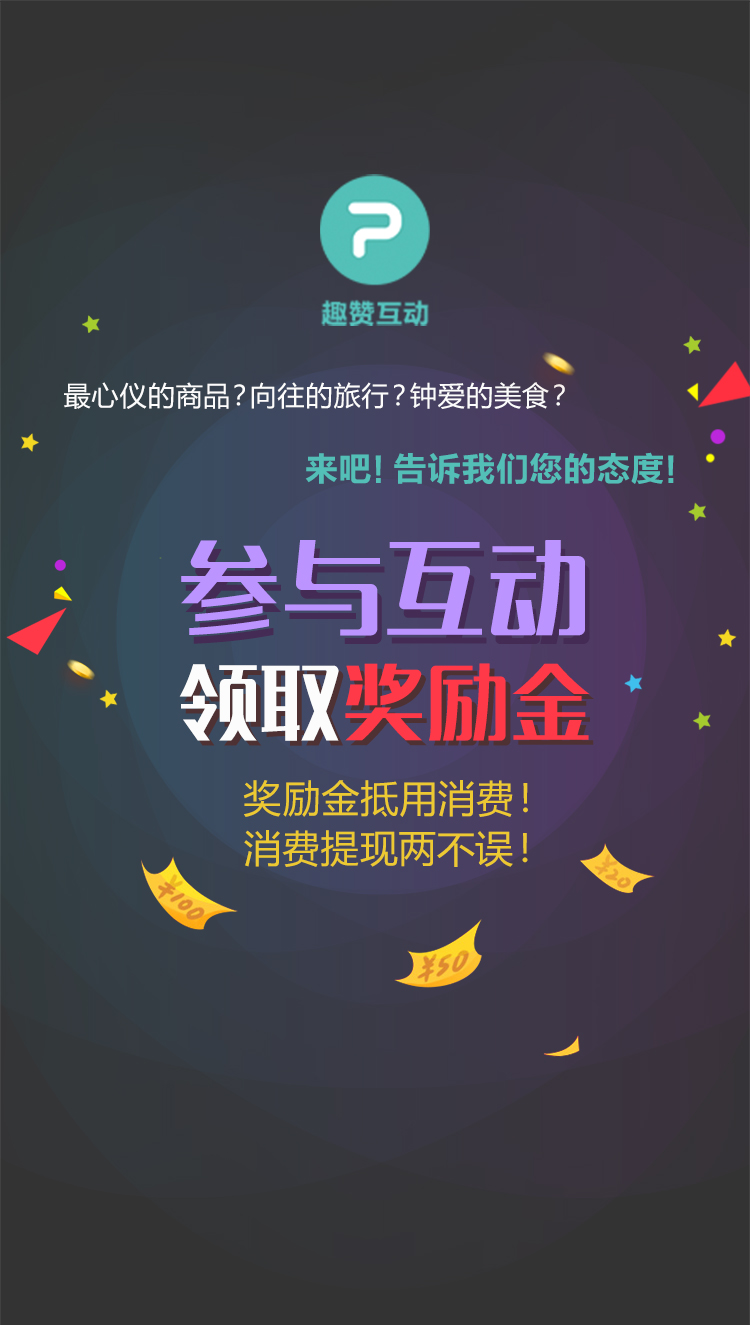 趣赞互动
最心仪的商品?向往的旅行?钟爱的美食?
来吧!告诉我们您的态度!
参与互动
领取奖励金
奖励金抵用消费!
消费提现两不误!
¥100
¥20
¥50